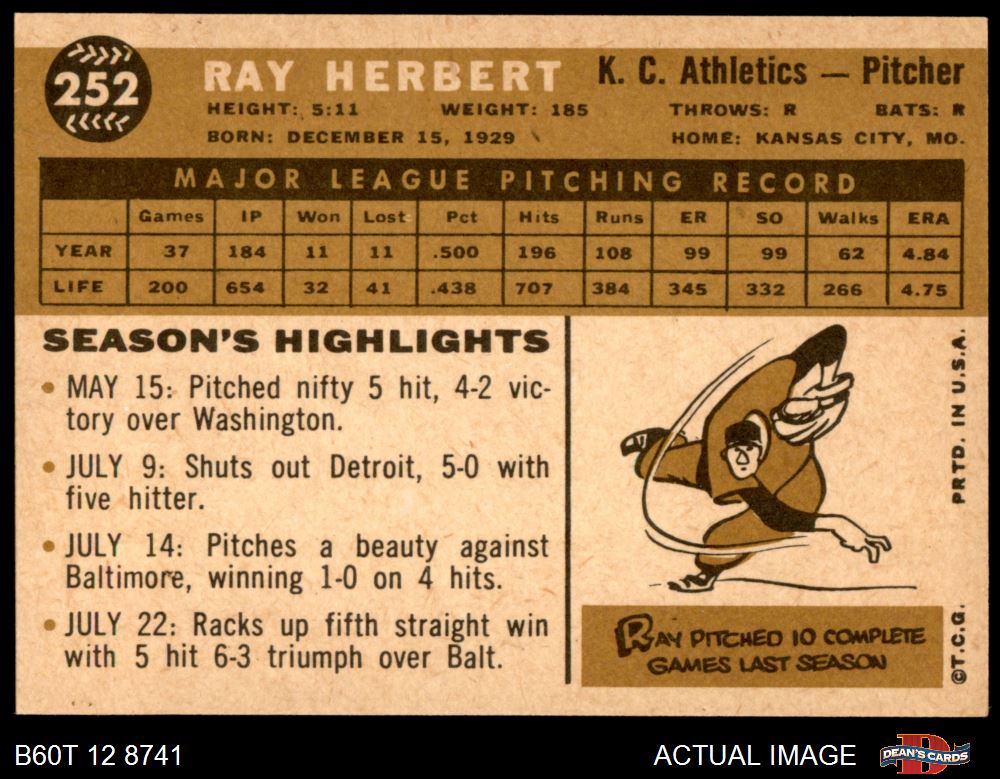 252
RAY HERBERT K. C. Athletics — Pitcher
HEIGHT: 5:11 WEIGHT: 185 THROWS: R BATS: R
BORN: DECEMBER 15, 1929 HOME: KANSAS CITY, MO.
MAJOR LEAGUE PITCHING RECORD
Games IP Won Lost Pct Hits Runs ER SO Walks ERA
YEAR 37 184 11 11 .500 196 108 99 99 62 4.84
LIFE 200 654 32 41 .438 707 384 345 332 266 4.75
SEASON'S HIGHLIGHTS
• MAY 15: Pitched nifty 5 hit, 4-2 vic-
tory over Washington.
• JULY 9: Shuts out Detroit, 5-0 with
five hitter.
• JULY 14: Pitches a beauty against
Baltimore, winning 1-0 on 4 hits.
• JULY 22: Racks up fifth straight win
with 5 hit 6-3 triumph over Balt.
RAY PITCHED 10 COMPLETE
GAMES LAST SEASON
©T.C.G. PRTD. IN U.S.A.
B60T 12 8741 ACTUAL IMAGE D DEAN'S CARDS